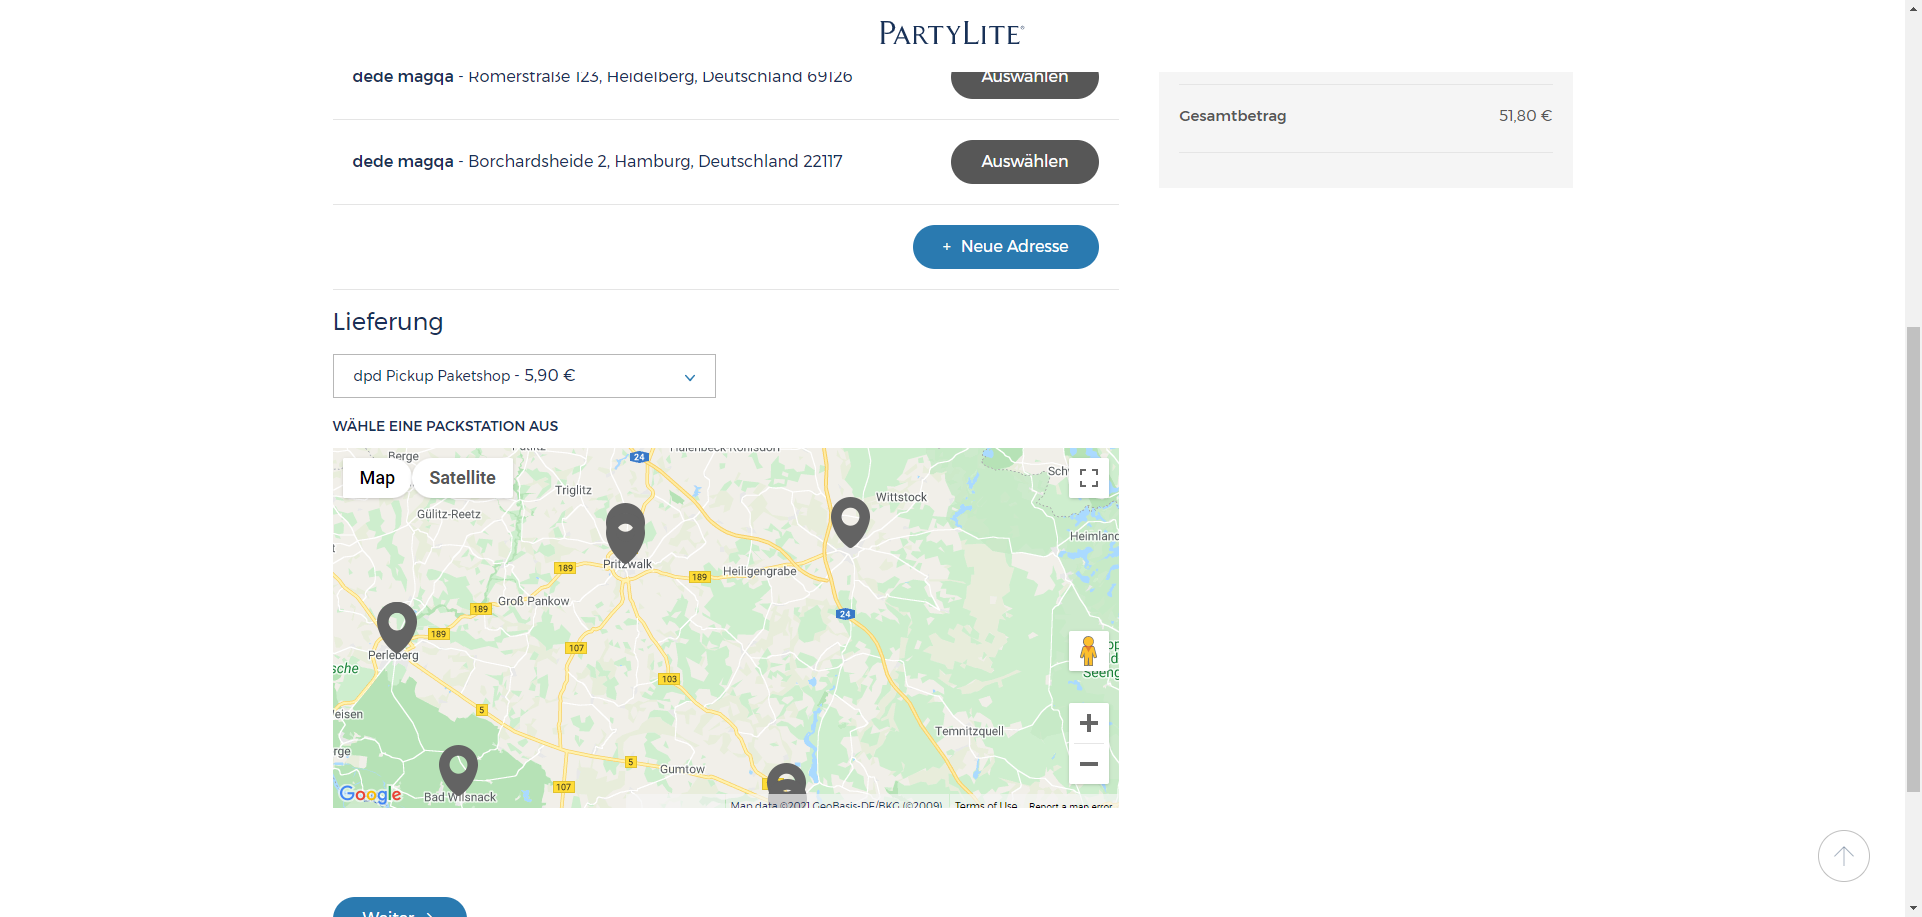 PARTYLITE®
dede magqa - Römerstraße 123, Heidelberg, Deutschland 69126
Auswählen
Gesamtbetrag
51,80 €
dede magqa - Borchardsheide 2, Hamburg, Deutschland 22117
Auswählen
+ Neue Adresse
Lieferung
dpd Pickup Paketshop - 5,90 €
WÄHLE EINE PACKSTATION AUS
Berge
24
Map
Satellite
Triglitz
Wittstock
Gülitz-Reetz
Pritzwalk
189
189
Heiligengrabe
Groß Pankow
189
24
189
Perleberg
107
103
5
Temnitzquell
5
Gumtow
107
Google
Bad Wilsnack
Map data ©2021 GeoBasis-DE/BKG (©2009)
Terms of Use
Report a map error
Weiter